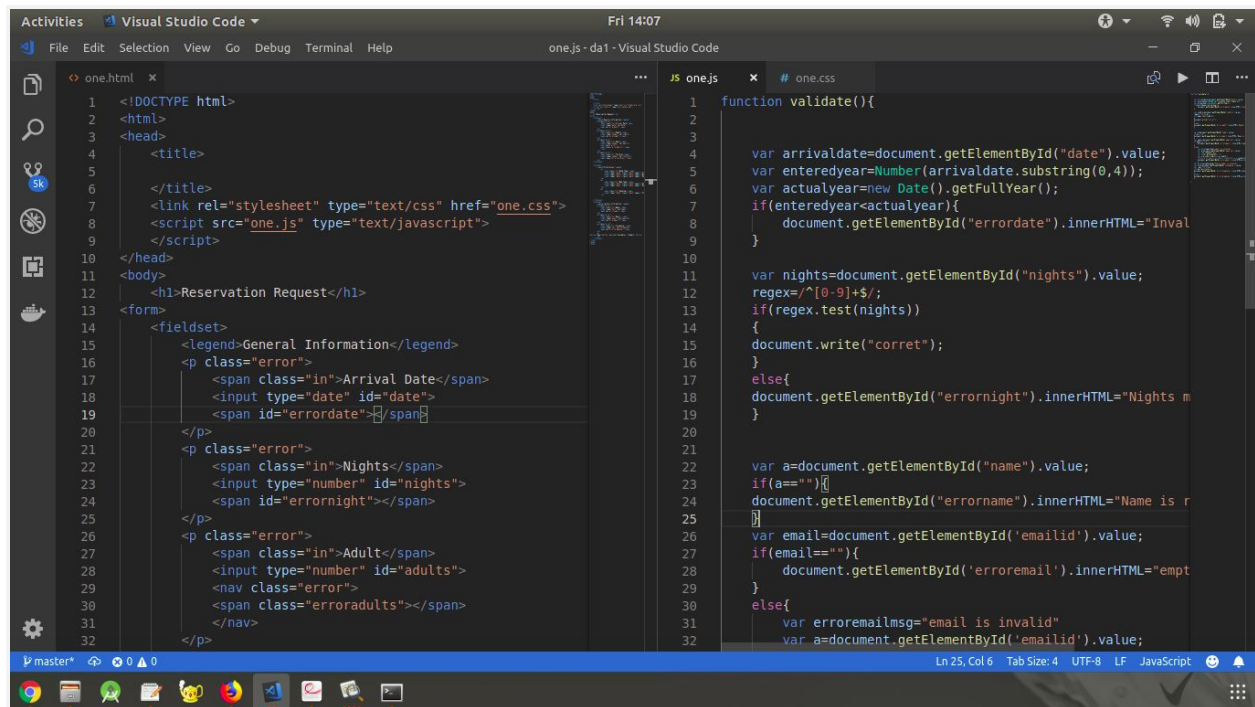 Activities Visual Studio Code Fri 14:07
File Edit Selection View Go Debug Terminal Help one.js - da1 - Visual Studio Code
one.html
1 <!DOCTYPE html>
2 <html>
3 <head>
4 <title>
5
6 </title>
7 <link rel="stylesheet" type="text/css" href="one.css">
8 <script src="one.js" type="text/javascript">
9 </script>
10 </head>
11 <body>
12 <h1>Reservation Request</h1>
13 <form>
14 <fieldset>
15 <legend>General Information</legend>
16 <p class="error">
17 <span class="in">Arrival Date</span>
18 <input type="date" id="date">
19 <span id="errordate"></span>
20 </p>
21 <p class="error">
22 <span class="in">Nights</span>
23 <input type="number" id="nights">
24 <span id="errornight"></span>
25 </p>
26 <p class="error">
27 <span class="in">Adult</span>
28 <input type="number" id="adults">
29 <nav class="error">
30 <span class="erroradults"></span>
31 </nav>
32 </p>
JS one.js # one.css
1 function validate(){
2
3
4 var arrivaldate=document.getElementById("date").value;
5 var enteredyear=Number(arrivaldate.substring(0,4));
6 var actualyear=new Date().getFullYear();
7 if(enteredyear<actualyear){
8 document.getElementById("errordate").innerHTML="Inval
9 }
10
11 var nights=document.getElementById("nights").value;
12 regex=/^[0-9]+$/;
13 if(regex.test(nights))
14 {
15 document.write("corret");
16 }
17 else{
18 document.getElementById("errornight").innerHTML="Nights m
19 }
20
21
22 var a=document.getElementById("name").value;
23 if(a==""){
24 document.getElementById("errorname").innerHTML="Name is r
25 }
26 var email=document.getElementById('emailid').value;
27 if(email==""){
28 document.getElementById('erroremail').innerHTML="empt
29 }
30 else{
31 var erroremailmsg="email is invalid"
32 var a=document.getElementById('emailid').value;
5k
master* 0 0 Ln 25, Col 6 Tab Size: 4 UTF-8 LF JavaScript